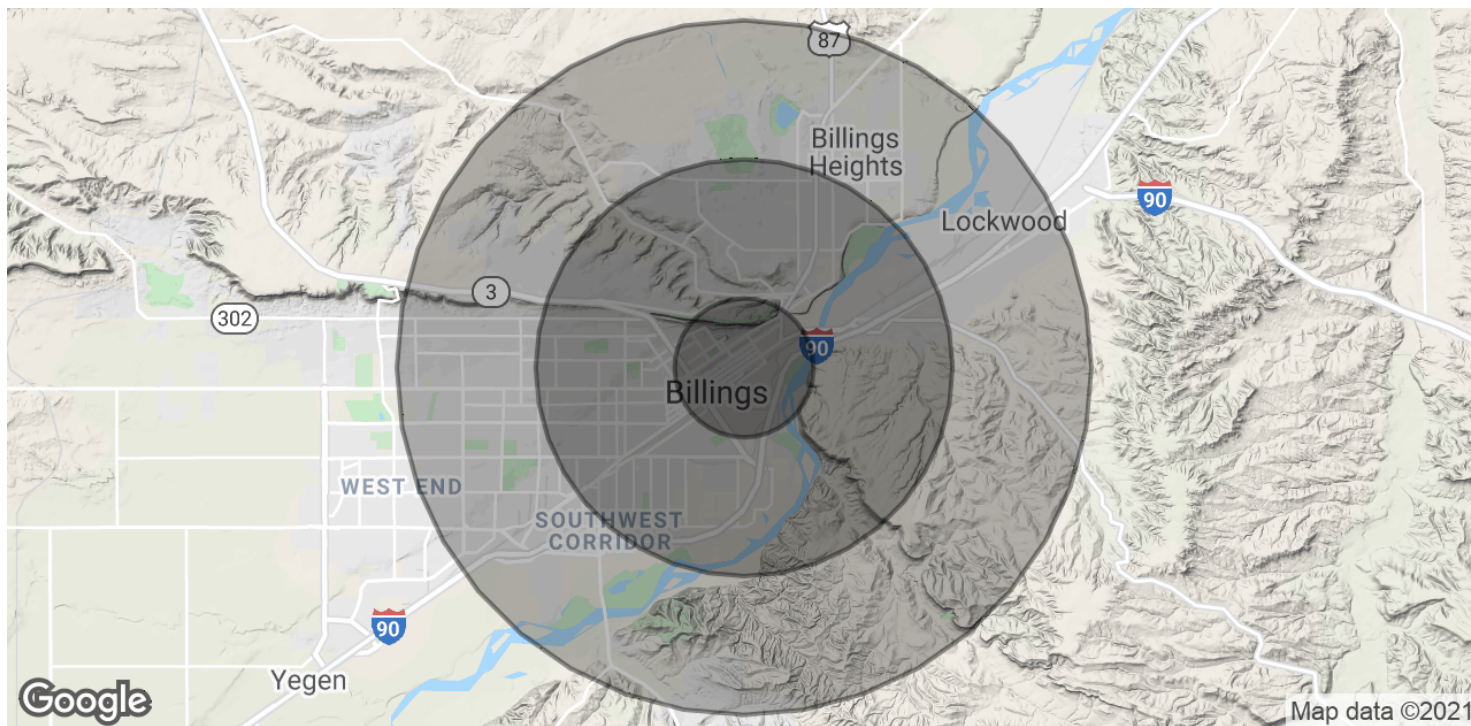 87
Billings
Heights
90
Lockwood
3
302
90
Billings
WEST END
SOUTHWEST
CORRIDOR
90
Yegen
Google
Map data ©2021